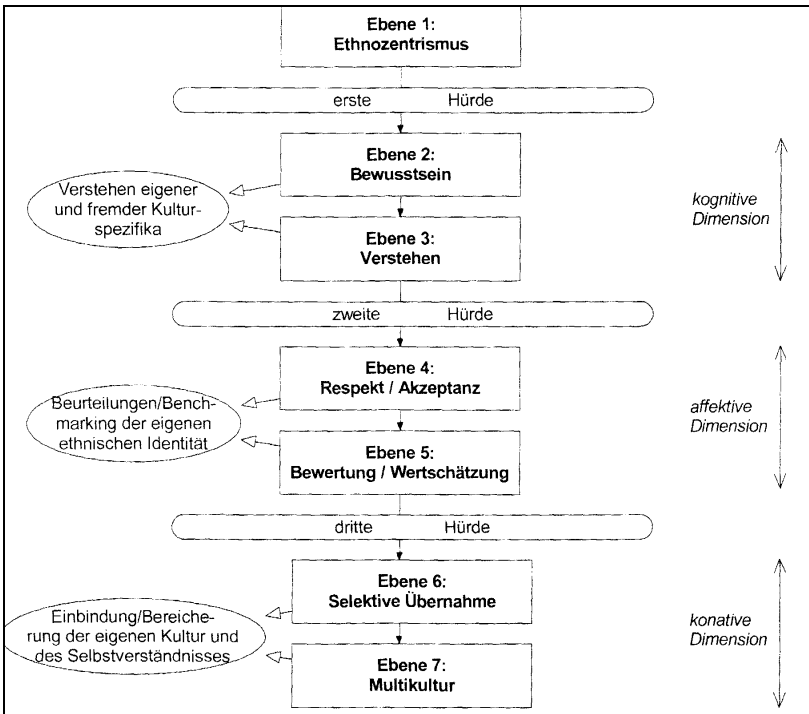 Ebene 1:
Ethnozentrismus
erste Hürde
Ebene 2:
Bewusstsein
Verstehen eigener
und fremder Kultur-
spezifika
kognitive
Dimension
Ebene 3:
Verstehen
zweite Hürde
Ebene 4:
Respekt / Akzeptanz
Beurteilungen/Bench-
marking der eigenen
ethnischen Identität
affektive
Dimension
Ebene 5:
Bewertung / Wertschätzung
dritte Hürde
Ebene 6:
Selektive Übernahme
Einbindung/Bereiche-
rung der eigenen Kultur und
des Selbstverständnisses
konative
Dimension
Ebene 7:
Multikultur